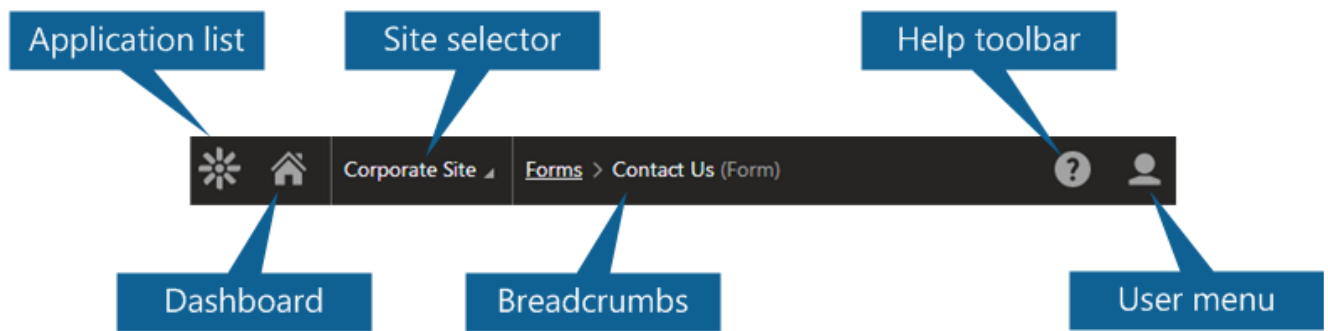 Application list
Site selector
Help toolbar
Corporate Site
Forms > Contact Us (Form)
?
Dashboard
Breadcrumbs
User menu